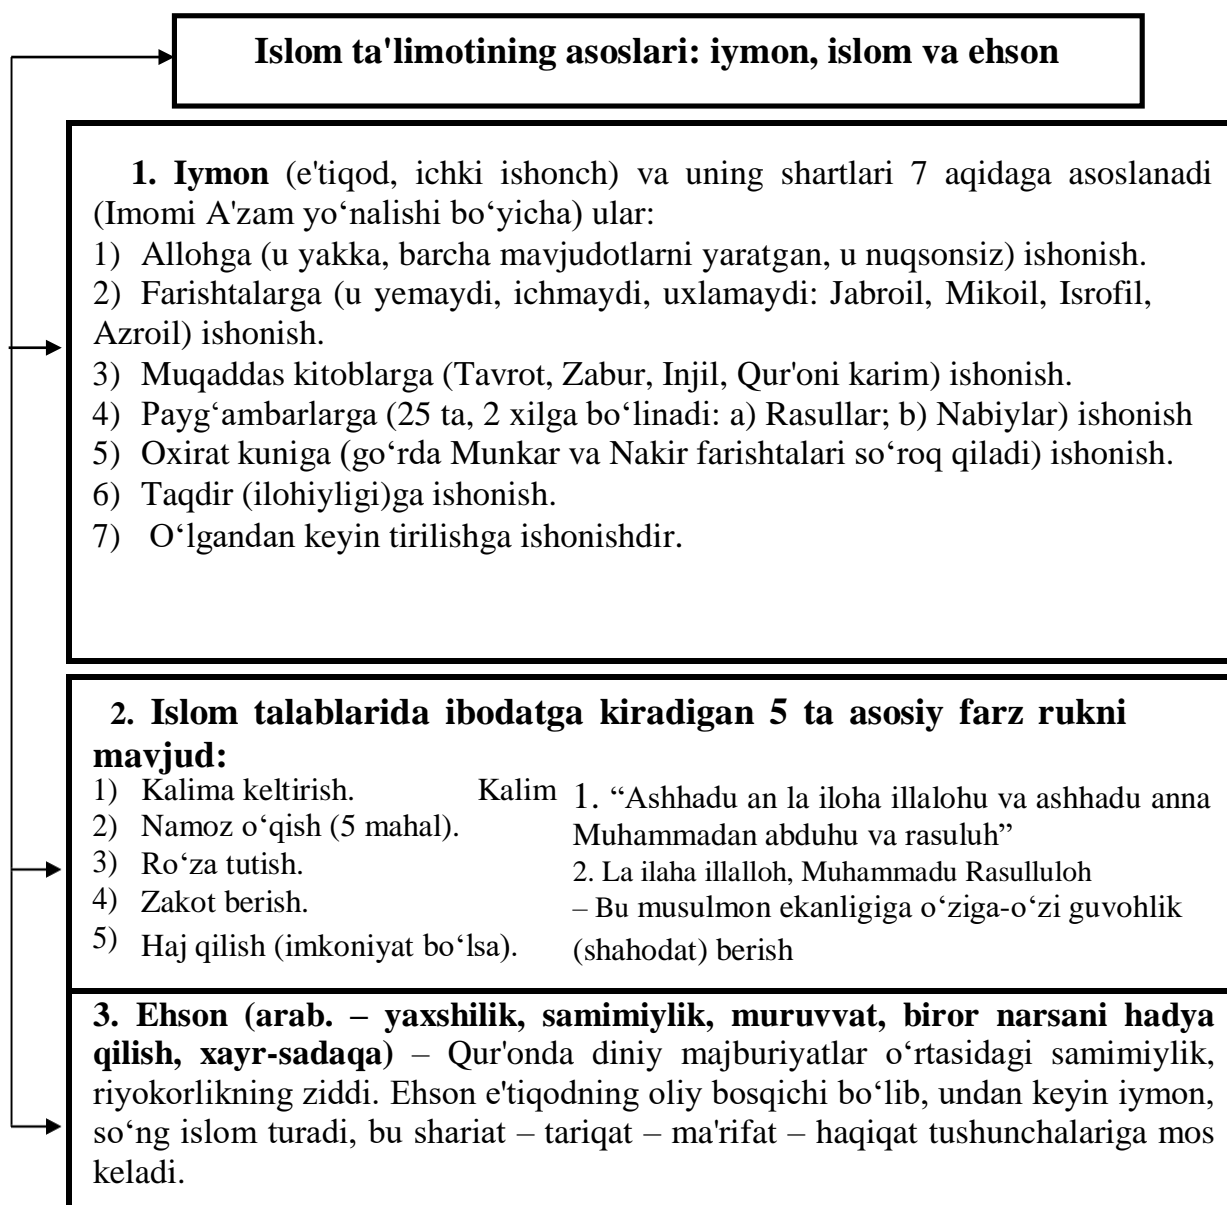 Islom ta'limotining asoslari: iymon, islom va ehson
1. Iymon (e'tiqod, ichki ishonch) va uning shartlari 7 aqidaga asoslanadi
(Imomi A'zam yo‘nalishi bo‘yicha) ular:
1) Allohga (u yakka, barcha mavjudotlarni yaratgan, u nuqsonsiz) ishonish.
2) Farishtalarga (u yemaydi, ichmaydi, uxlamaydi: Jabroil, Mikoil, Isrofil,
Azroil) ishonish.
3) Muqaddas kitoblarga (Tavrot, Zabur, Injil, Qur'oni karim) ishonish.
4) Payg‘ambarlarga (25 ta, 2 xilga bo‘linadi: a) Rasullar; b) Nabiylar) ishonish
5) Oxirat kuniga (go‘rda Munkar va Nakir farishtalari so‘roq qiladi) ishonish.
6) Taqdir (ilohiyligi)ga ishonish.
7) O‘lgandan keyin tirilishga ishonishdir.
2. Islom talablarida ibodatga kiradigan 5 ta asosiy farz rukni
mavjud:
1) Kalima keltirish. Kalim
2) Namoz o‘qish (5 mahal).
3) Ro‘za tutish.
4) Zakot berish.
5) Haj qilish (imkoniyat bo‘lsa).
1. “Ashhadu an la iloha illalohu va ashhadu anna
Muhammadan abduhu va rasuluh”
2. La ilaha illalloh, Muhammadu Rasulluloh
– Bu musulmon ekanligiga o‘ziga-o‘zi guvohlik
(shahodat) berish
3. Ehson (arab. – yaxshilik, samimiylik, muruvvat, biror narsani hadya
qilish, xayr-sadaqa) – Qur'onda diniy majburiyatlar o‘rtasidagi samimiylik,
riyokorlikning ziddi. Ehson e'tiqodning oliy bosqichi bo‘lib, undan keyin iymon,
so‘ng islom turadi, bu shariat – tariqat – ma'rifat – haqiqat tushunchalariga mos
keladi.